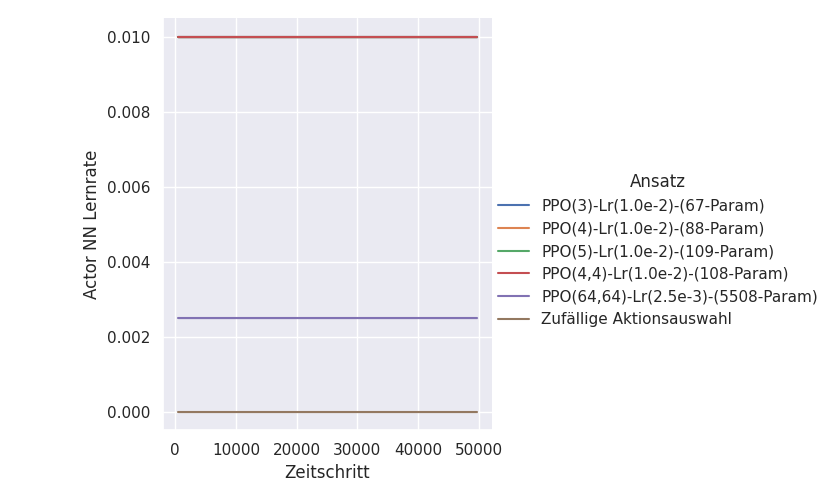 0.010
0.008
0.006
0.004
0.002
0.000
Actor NN Lernrate
0 10000 20000 30000 40000 50000
Zeitschritt
Ansatz
PPO(3)-Lr(1.0e-2)-(67-Param)
PPO(4)-Lr(1.0e-2)-(88-Param)
PPO(5)-Lr(1.0e-2)-(109-Param)
PPO(4,4)-Lr(1.0e-2)-(108-Param)
PPO(64,64)-Lr(2.5e-3)-(5508-Param)
Zufällige Aktionsauswahl